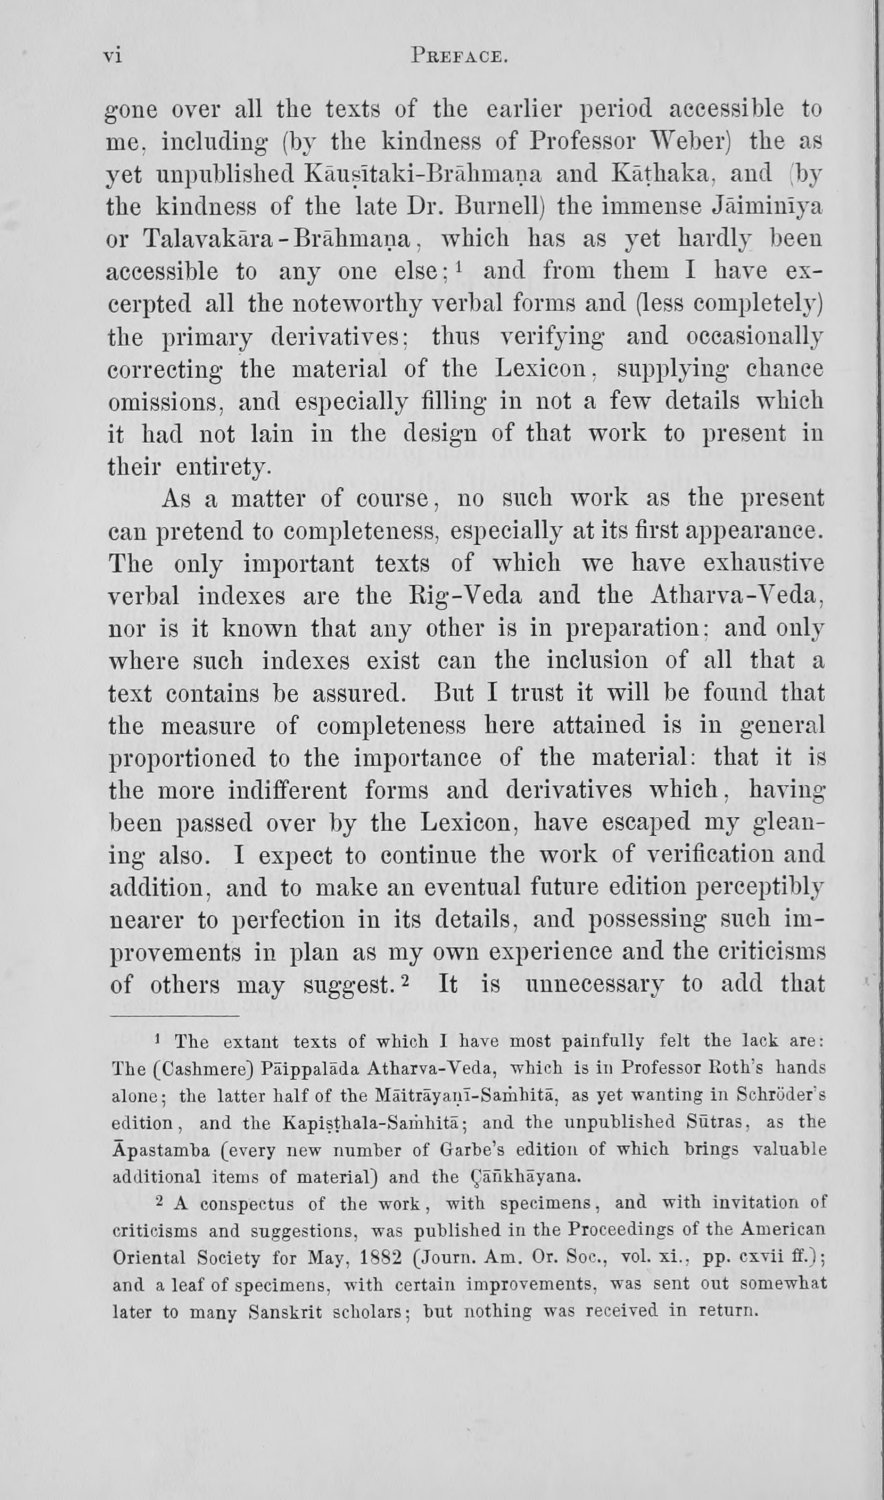 vi PREFACE.
gone over all the texts of the earlier period accessible to
me, including (by the kindness of Professor Weber) the as
yet unpublished Kāuṣītaki-Brāhmaṇa and Kāṭhaka, and (by
the kindness of the late Dr. Burnell) the immense Jāiminīya
or Talavakāra-Brāhmaṇa, which has as yet hardly been
accessible to any one else;¹ and from them I have ex-
cerpted all the noteworthy verbal forms and (less completely)
the primary derivatives; thus verifying and occasionally
correcting the material of the Lexicon, supplying chance
omissions, and especially filling in not a few details which
it had not lain in the design of that work to present in
their entirety.
As a matter of course, no such work as the present
can pretend to completeness, especially at its first appearance.
The only important texts of which we have exhaustive
verbal indexes are the Rig-Veda and the Atharva-Veda,
nor is it known that any other is in preparation; and only
where such indexes exist can the inclusion of all that a
text contains be assured. But I trust it will be found that
the measure of completeness here attained is in general
proportioned to the importance of the material: that it is
the more indifferent forms and derivatives which, having
been passed over by the Lexicon, have escaped my glean-
ing also. I expect to continue the work of verification and
addition, and to make an eventual future edition perceptibly
nearer to perfection in its details, and possessing such im-
provements in plan as my own experience and the criticisms
of others may suggest.² It is unnecessary to add that
¹ The extant texts of which I have most painfully felt the lack are:
The (Cashmere) Pāippalāda Atharva-Veda, which is in Professor Roth's hands
alone; the latter half of the Māitrāyaṇī-Saṁhitā, as yet wanting in Schröder's
edition, and the Kapiṣṭhala-Saṁhitā; and the unpublished Sūtras, as the
Āpastamba (every new number of Garbe's edition of which brings valuable
additional items of material) and the Çān̄khāyana.
² A conspectus of the work, with specimens, and with invitation of
criticisms and suggestions, was published in the Proceedings of the American
Oriental Society for May, 1882 (Journ. Am. Or. Soc., vol. xi., pp. cxvii ff.);
and a leaf of specimens, with certain improvements, was sent out somewhat
later to many Sanskrit scholars; but nothing was received in return.